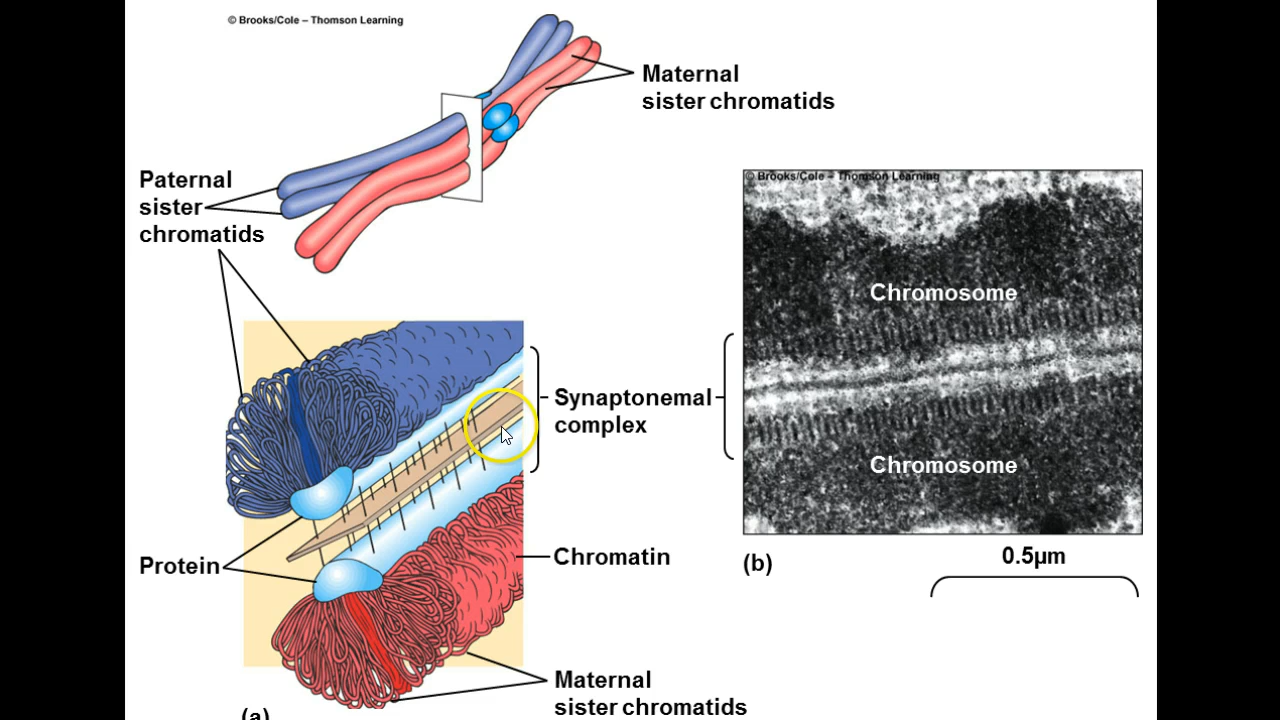 © Brooks/Cole – Thomson Learning
Maternal
sister chromatids
Paternal
sister
chromatids
© Brooks/Cole – Thomson Learning
Chromosome
Synaptonemal
complex
Chromosome
Protein
Chromatin
(b)
0.5µm
Maternal
sister chromatids
(a)